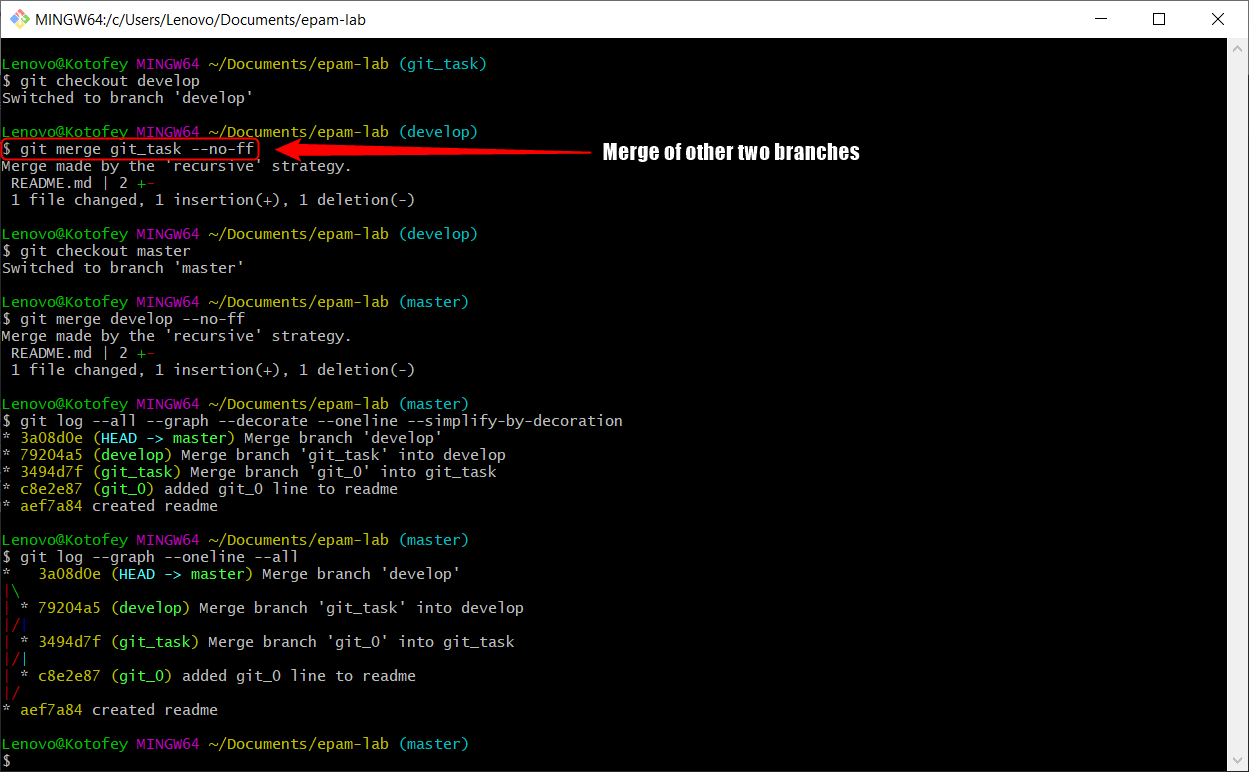 MINGW64:/c/Users/Lenovo/Documents/epam-lab
Lenovo@Kotofey MINGW64 ~/Documents/epam-lab (git_task)
$ git checkout develop
Switched to branch 'develop'
Lenovo@Kotofey MINGW64 ~/Documents/epam-lab (develop)
$ git merge git_task --no-ff
Merge of other two branches
Merge made by the 'recursive' strategy.
 README.md | 2 +-
 1 file changed, 1 insertion(+), 1 deletion(-)
Lenovo@Kotofey MINGW64 ~/Documents/epam-lab (develop)
$ git checkout master
Switched to branch 'master'
Lenovo@Kotofey MINGW64 ~/Documents/epam-lab (master)
$ git merge develop --no-ff
Merge made by the 'recursive' strategy.
 README.md | 2 +-
 1 file changed, 1 insertion(+), 1 deletion(-)
Lenovo@Kotofey MINGW64 ~/Documents/epam-lab (master)
$ git log --all --graph --decorate --oneline --simplify-by-decoration
* 3a08d0e (HEAD -> master) Merge branch 'develop'
* 79204a5 (develop) Merge branch 'git_task' into develop
* 3494d7f (git_task) Merge branch 'git_0' into git_task
* c8e2e87 (git_0) added git_0 line to readme
* aef7a84 created readme
Lenovo@Kotofey MINGW64 ~/Documents/epam-lab (master)
$ git log --graph --oneline --all
*   3a08d0e (HEAD -> master) Merge branch 'develop'
|\
| * 79204a5 (develop) Merge branch 'git_task' into develop
|/|
| * 3494d7f (git_task) Merge branch 'git_0' into git_task
|/|
| * c8e2e87 (git_0) added git_0 line to readme
|/
* aef7a84 created readme
Lenovo@Kotofey MINGW64 ~/Documents/epam-lab (master)
$